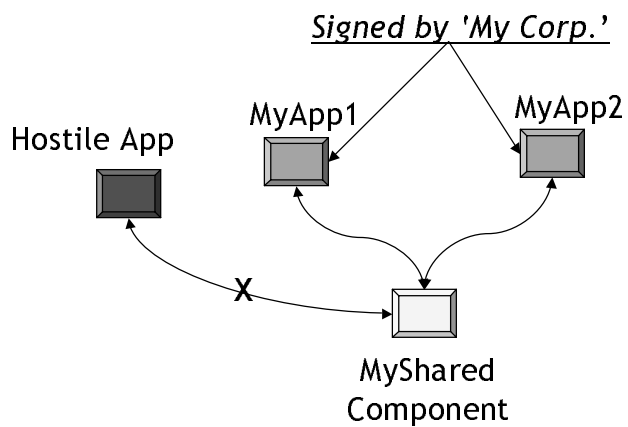 Signed by 'My Corp.'
MyApp1
MyApp2
Hostile App
X
MyShared
Component